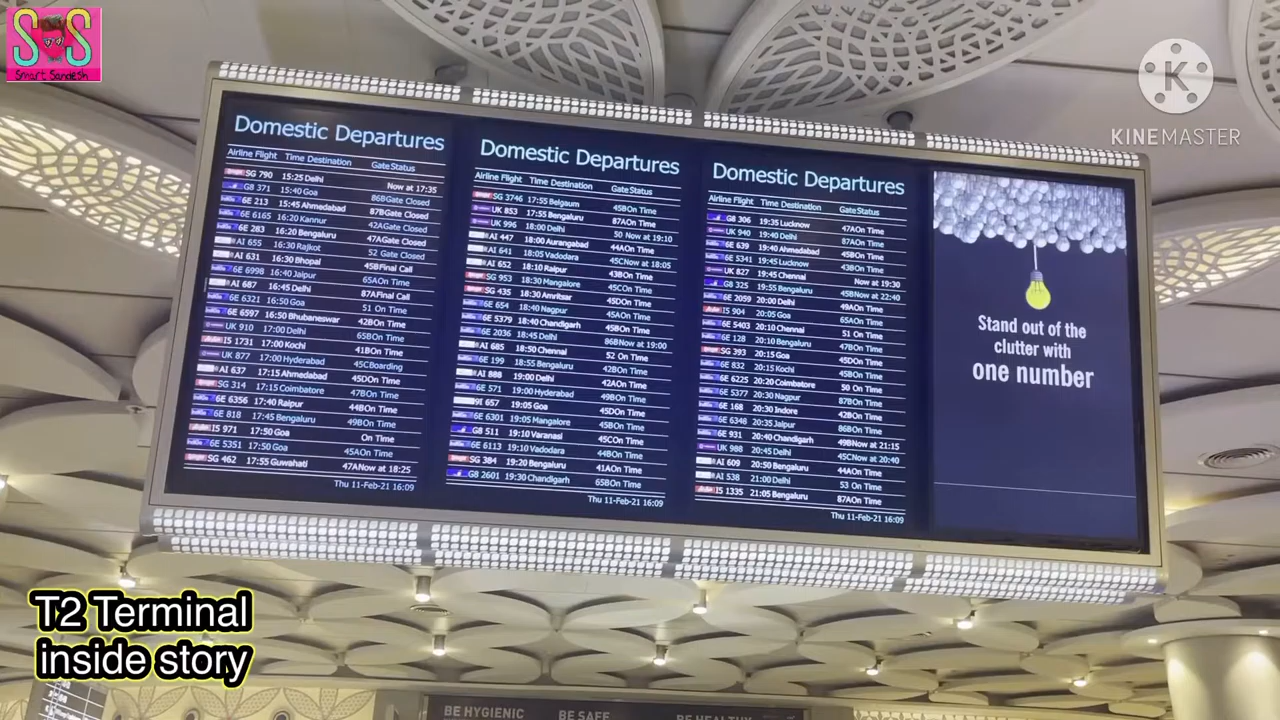 SOS
Smart Sandesh
KINEMASTER
Domestic Departures
Airline Flight Time Destination Gate Status
SG 790 15:25 Delhi Now at 17:35
G8 371 15:40 Goa 86B Gate Closed
6E 213 15:45 Ahmedabad 87B Gate Closed
6E 6165 16:20 Kannur 42A Gate Closed
6E 283 16:20 Bengaluru 47A Gate Closed
AI 655 16:30 Rajkot 52 Gate Closed
AI 631 16:30 Bhopal 45B Final Call
6E 6998 16:40 Jaipur 65A On Time
AI 687 16:45 Delhi 87A Final Call
6E 6321 16:50 Goa 51 On Time
6E 6597 16:50 Bhubaneswar 42B On Time
UK 910 17:00 Delhi 65B On Time
I5 1731 17:00 Kochi 41B On Time
UK 877 17:00 Hyderabad 45C Boarding
AI 637 17:15 Ahmedabad 45D On Time
SG 314 17:15 Coimbatore 47B On Time
6E 6356 17:40 Raipur 44B On Time
6E 818 17:45 Bengaluru 49B On Time
I5 971 17:50 Goa On Time
6E 5351 17:50 Goa 45A On Time
SG 462 17:55 Guwahati 47A Now at 18:25
Thu 11-Feb-21 16:09
Domestic Departures
Airline Flight Time Destination Gate Status
SG 3746 17:55 Belgaum 45B On Time
UK 853 17:55 Bengaluru 87A On Time
UK 996 18:00 Delhi 50 Now at 19:10
AI 447 18:00 Aurangabad 44A On Time
AI 641 18:05 Vadodara 45C Now at 18:05
AI 652 18:10 Raipur 43B On Time
SG 953 18:30 Mangalore 45C On Time
SG 435 18:30 Amritsar 45D On Time
6E 654 18:40 Nagpur 45A On Time
6E 5379 18:40 Chandigarh 45B On Time
6E 2036 18:45 Delhi 86B Now at 19:00
AI 685 18:50 Chennai 52 On Time
6E 199 18:55 Bengaluru 42B On Time
AI 888 19:00 Delhi 42A On Time
6E 571 19:00 Hyderabad 49B On Time
9I 657 19:05 Goa 45D On Time
6E 6301 19:05 Mangalore 45B On Time
G8 511 19:10 Varanasi 45C On Time
6E 6113 19:10 Vadodara 44B On Time
SG 384 19:20 Bengaluru 41A On Time
G8 2601 19:30 Chandigarh 65B On Time
Thu 11-Feb-21 16:09
Domestic Departures
Airline Flight Time Destination Gate Status
G8 306 19:35 Lucknow 47A On Time
UK 940 19:40 Delhi 87A On Time
6E 639 19:40 Ahmedabad 45B On Time
6E 5341 19:45 Lucknow 43B On Time
UK 827 19:45 Chennai Now at 19:30
G8 325 19:55 Bengaluru 45B Now at 22:40
6E 2059 20:00 Delhi 49A On Time
I5 904 20:05 Goa 65A On Time
6E 5403 20:10 Chennai 51 On Time
6E 128 20:10 Bengaluru 47B On Time
SG 393 20:15 Goa 45D On Time
6E 832 20:15 Kochi 45B On Time
6E 6225 20:20 Coimbatore 50 On Time
6E 5377 20:30 Nagpur 87B On Time
6E 168 20:30 Indore 42B On Time
6E 6348 20:35 Jaipur 86B On Time
6E 931 20:40 Chandigarh 49B Now at 21:15
UK 988 20:45 Delhi 45C Now at 20:40
AI 609 20:50 Bengaluru 44A On Time
AI 538 21:00 Delhi 53 On Time
I5 1335 21:05 Bengaluru 87A On Time
Thu 11-Feb-21 16:09
Stand out of the
clutter with
one number
T2 Terminal
inside story
BE HYGIENIC BE SAFE BE HEALTHY